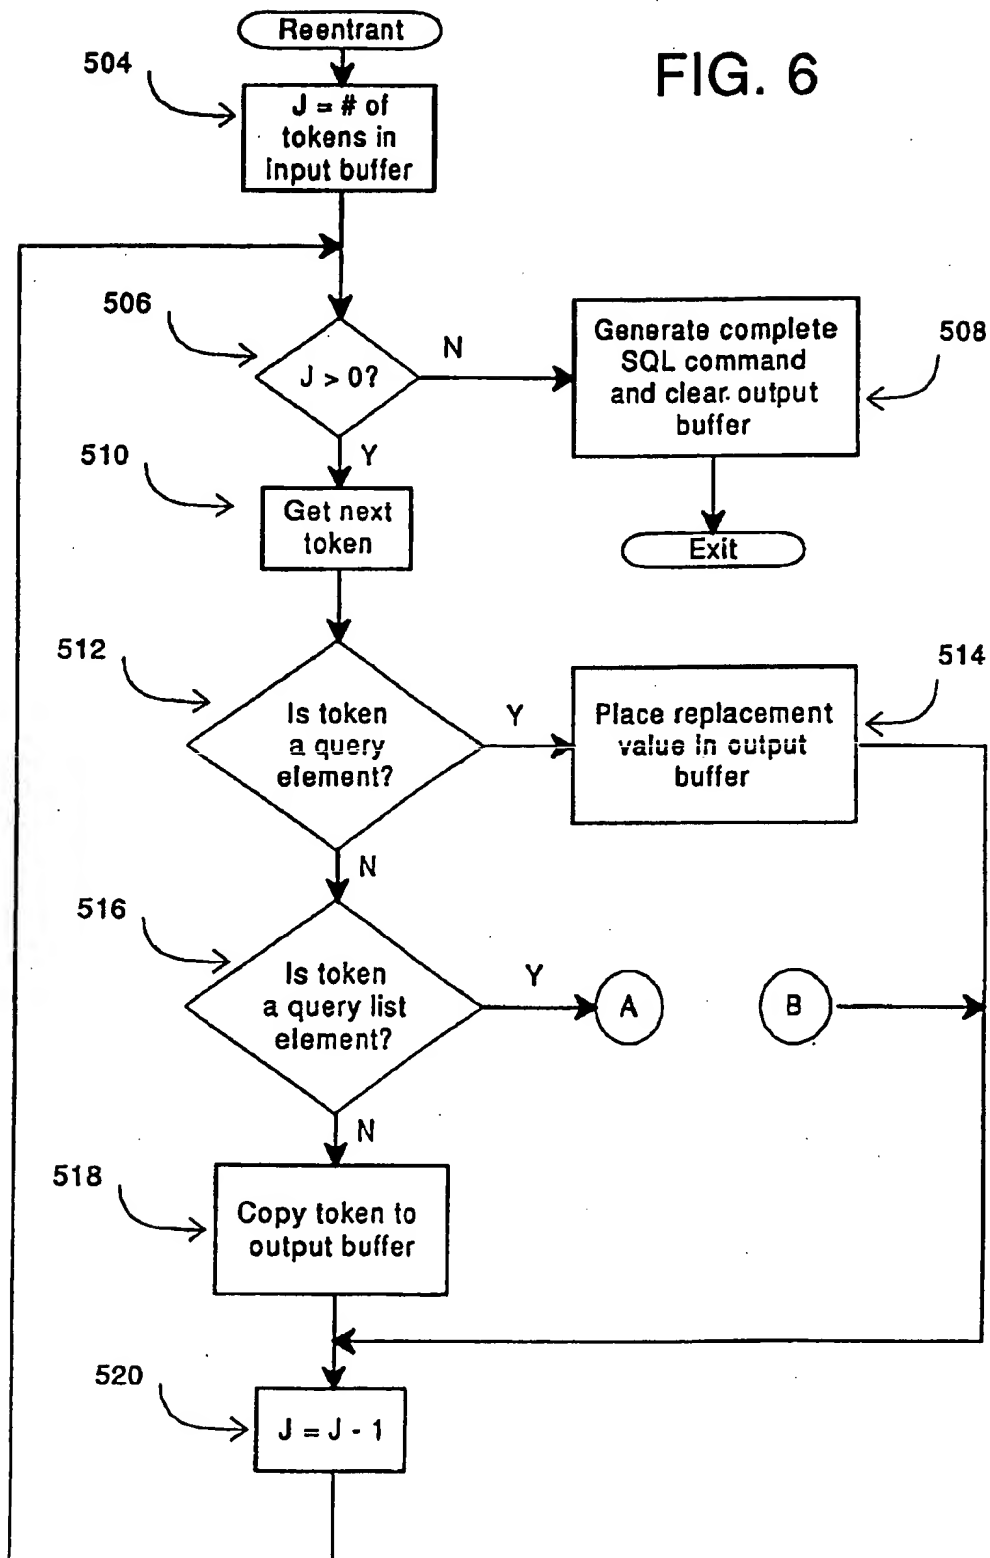 Reentrant
FIG. 6
504
J = # of
tokens in
input buffer
506
J > 0?
N
Generate complete
SQL command
and clear output
buffer
508
Y
510
Get next
token
Exit
512
Is token
a query
element?
Y
Place replacement
value in output
buffer
514
N
516
Is token
a query list
element?
Y
A
B
N
518
Copy token to
output buffer
520
J = J - 1